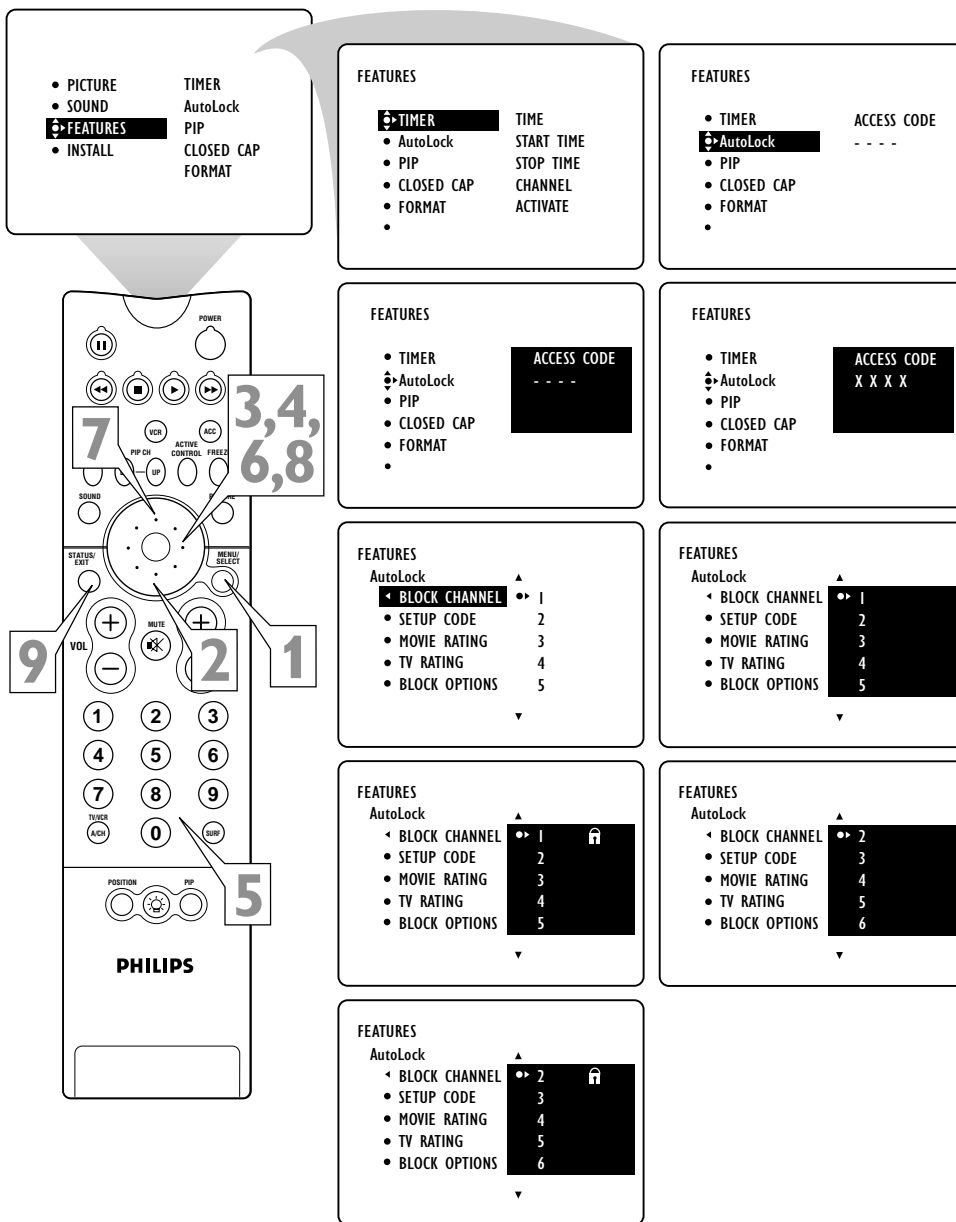 PICTURE TIMER
SOUND AutoLock
FEATURES PIP
INSTALL CLOSED CAP
FORMAT
FEATURES
TIMER TIME
AutoLock START TIME
PIP STOP TIME
CLOSED CAP CHANNEL
FORMAT ACTIVATE
FEATURES
TIMER ACCESS CODE
AutoLock - - - -
PIP
CLOSED CAP
FORMAT
FEATURES
TIMER ACCESS CODE
AutoLock - - - -
PIP
CLOSED CAP
FORMAT
FEATURES
TIMER ACCESS CODE
AutoLock X X X X
PIP
CLOSED CAP
FORMAT
FEATURES
AutoLock
BLOCK CHANNEL 1
SETUP CODE 2
MOVIE RATING 3
TV RATING 4
BLOCK OPTIONS 5
FEATURES
AutoLock
BLOCK CHANNEL 1
SETUP CODE 2
MOVIE RATING 3
TV RATING 4
BLOCK OPTIONS 5
FEATURES
AutoLock
BLOCK CHANNEL 1
SETUP CODE 2
MOVIE RATING 3
TV RATING 4
BLOCK OPTIONS 5
FEATURES
AutoLock
BLOCK CHANNEL 2
SETUP CODE 3
MOVIE RATING 4
TV RATING 5
BLOCK OPTIONS 6
FEATURES
AutoLock
BLOCK CHANNEL 2
SETUP CODE 3
MOVIE RATING 4
TV RATING 5
BLOCK OPTIONS 6
POWER
VCR ACC
PIP CH
ACTIVE
CONTROL
UP
SOUND
STATUS/
EXIT
MENU/
SELECT
VOL
MUTE
1 2 3
4 5 6
7 8 9
TV/VCR
A/CH 0 SURF
POSITION PIP
PHILIPS
7
3,4,
6,8
9
2
1
5